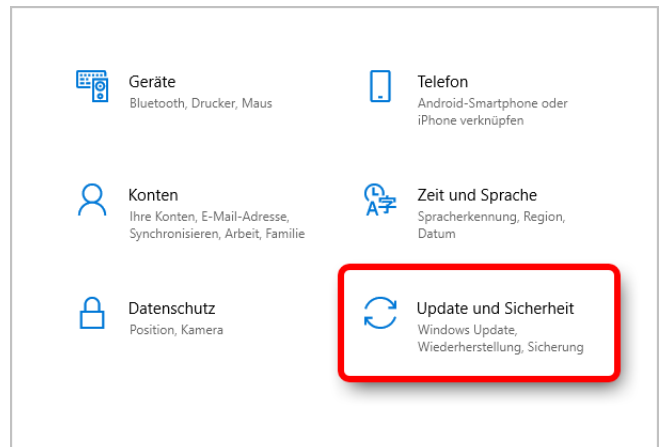 Geräte
Bluetooth, Drucker, Maus
Telefon
Android-Smartphone oder
iPhone verknüpfen
Konten
Ihre Konten, E-Mail-Adresse,
Synchronisieren, Arbeit, Familie
Zeit und Sprache
Spracherkennung, Region,
Datum
Datenschutz
Position, Kamera
Update und Sicherheit
Windows Update,
Wiederherstellung, Sicherung